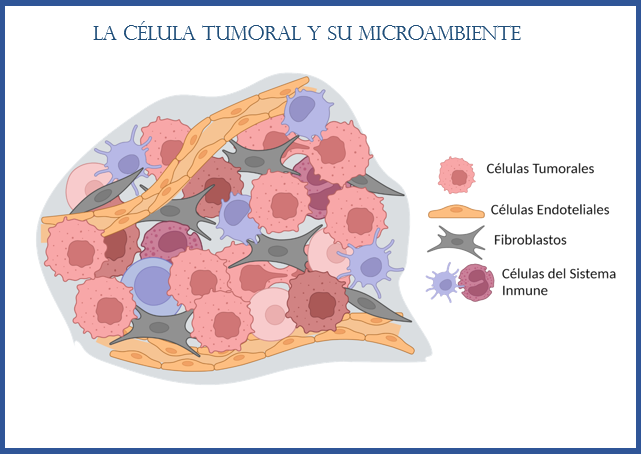 LA CÉLULA TUMORAL Y SU MICROAMBIENTE
Células Tumorales
Células Endoteliales
Fibroblastos
Células del Sistema
Inmune